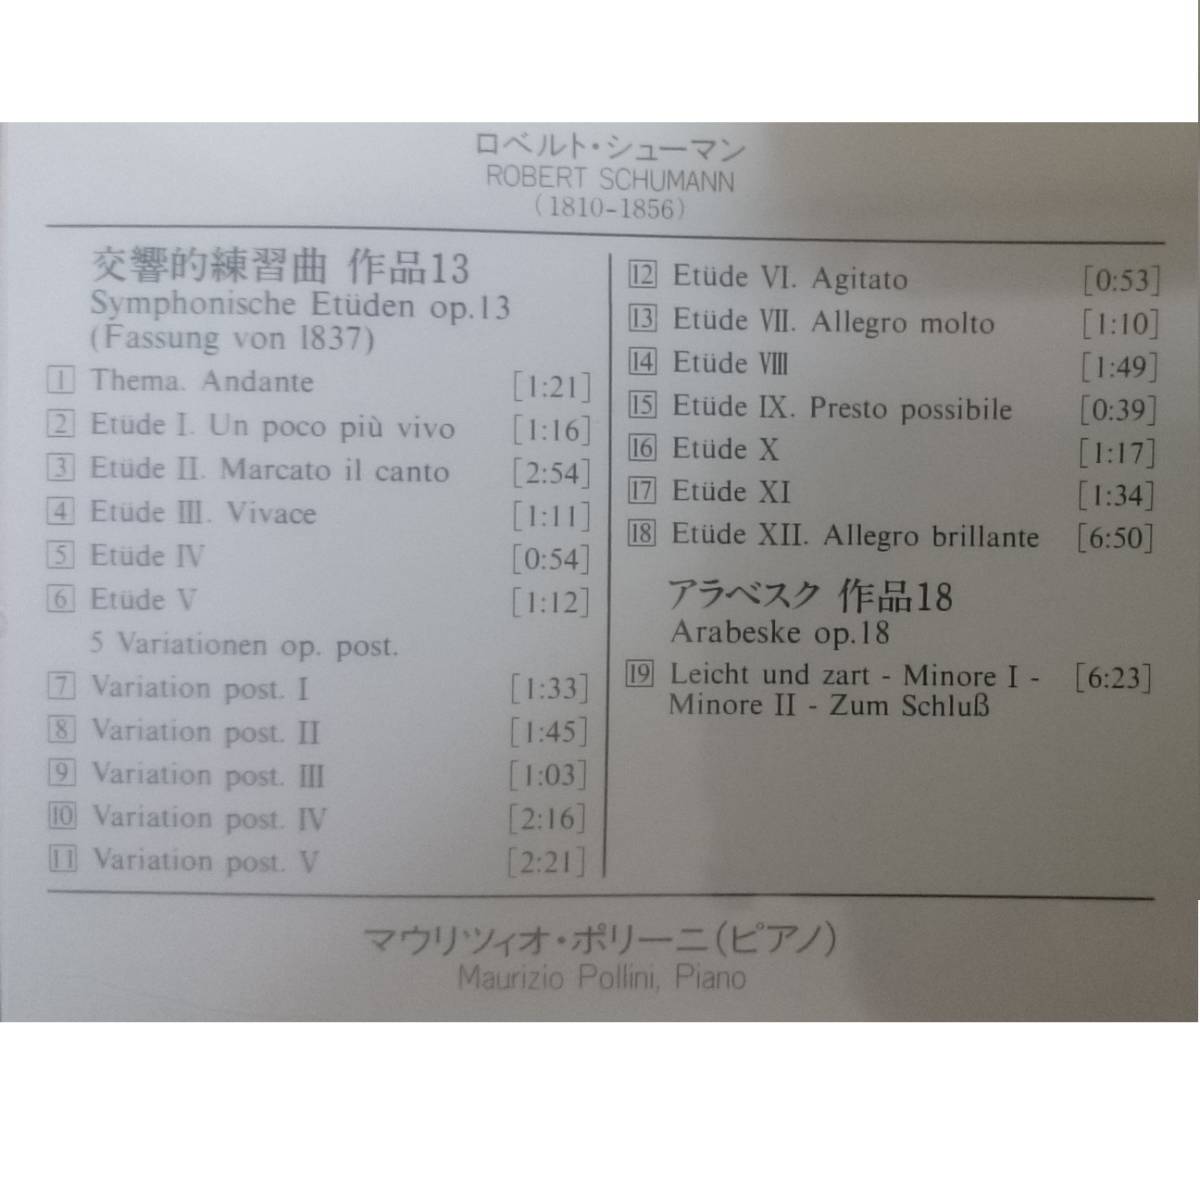 ロベルト・シューマン
ROBERT SCHUMANN
(1810-1856)
交響的練習曲 作品13
Symphonische Etüden op.13
(Fassung von 1837)
1 Thema. Andante [1:21]
2 Etüde I. Un poco più vivo [1:16]
3 Etüde II. Marcato il canto [2:54]
4 Etüde III. Vivace [1:11]
5 Etüde IV [0:54]
6 Etüde V [1:12]
5 Variationen op. post.
7 Variation post. I [1:33]
8 Variation post. II [1:45]
9 Variation post. III [1:03]
10 Variation post. IV [2:16]
11 Variation post. V [2:21]
12 Etüde VI. Agitato [0:53]
13 Etüde VII. Allegro molto [1:10]
14 Etüde VIII [1:49]
15 Etüde IX. Presto possibile [0:39]
16 Etüde X [1:17]
17 Etüde XI [1:34]
18 Etüde XII. Allegro brillante [6:50]
アラベスク 作品18
Arabeske op.18
19 Leicht und zart - Minore I - [6:23]
Minore II - Zum Schluß
マウリツィオ・ポリーニ(ピアノ)
Maurizio Pollini, Piano